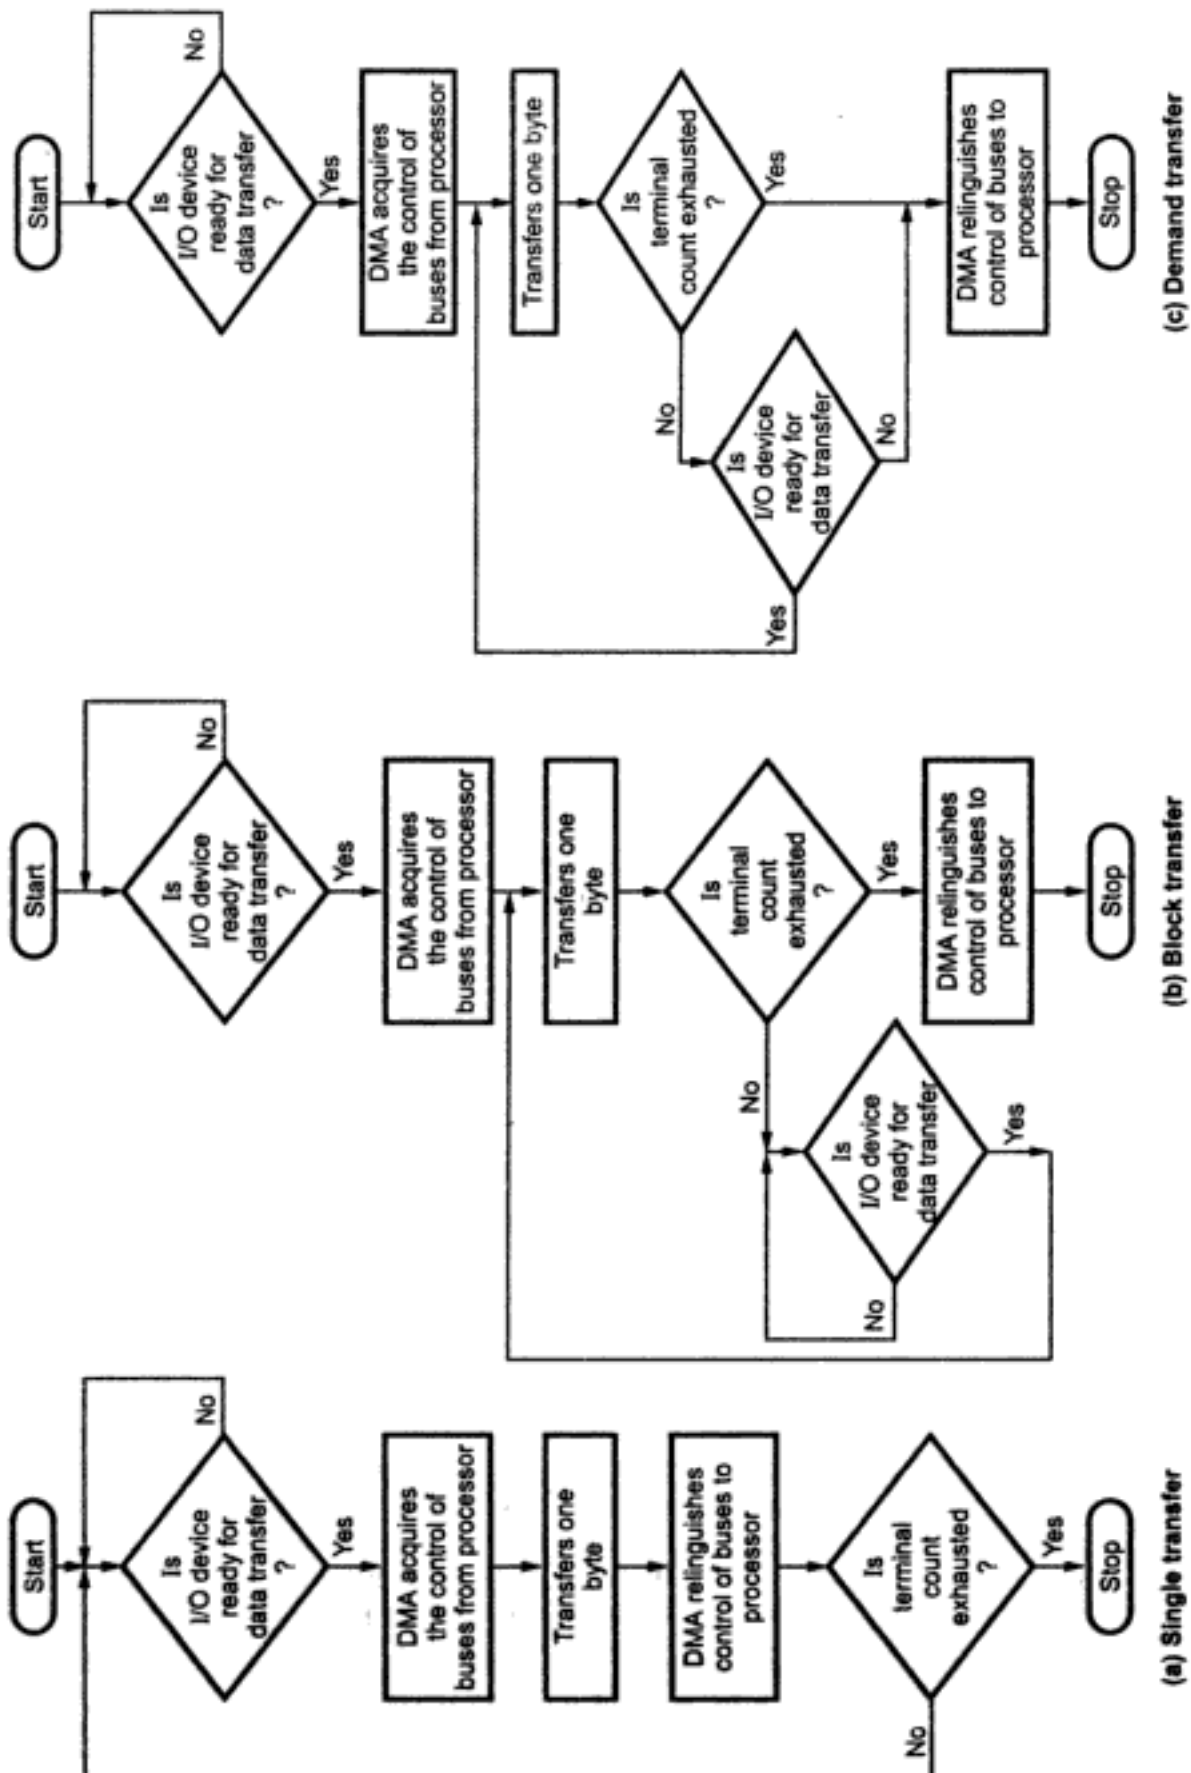 Start
Is
I/O device
ready for
data transfer
?
No
Yes
DMA acquires
the control of
buses from processor
Transfers one
byte
DMA relinguishes
control of buses to
processor
Is
terminal
count
exhausted
?
No
Yes
Stop
(a) Single transfer
Start
Is
I/O device
ready for
data transfer
?
No
Yes
DMA acquires
the control of
buses from processor
Transfers one
byte
Is
terminal
count
exhausted
?
No
Yes
Is
I/O device
ready for
data transfer
No
Yes
DMA relinguishes
control of buses to
processor
Stop
(b) Block transfer
Start
Is
I/O device
ready for
data transfer
?
No
Yes
DMA acquires
the control of
buses from processor
Transfers one byte
Is
terminal
count exhausted
?
No
Yes
Is
I/O device
ready for
data transfer
Yes
No
DMA relinguishes
control of buses to
processor
Stop
(c) Demand transfer